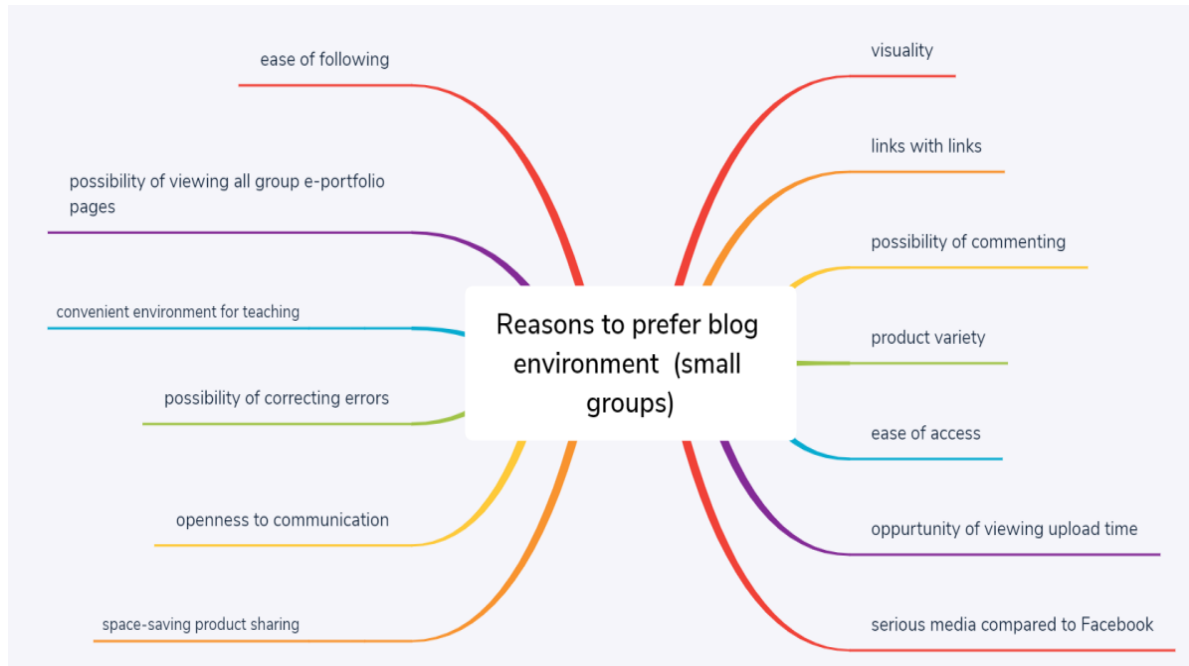 ease of following
possibility of viewing all group e-portfolio
pages
convenient environment for teaching
possibility of correcting errors
openness to communication
space-saving product sharing
Reasons to prefer blog
environment (small
groups)
visuality
links with links
possibility of commenting
product variety
ease of access
oppurtunity of viewing upload time
serious media compared to Facebook